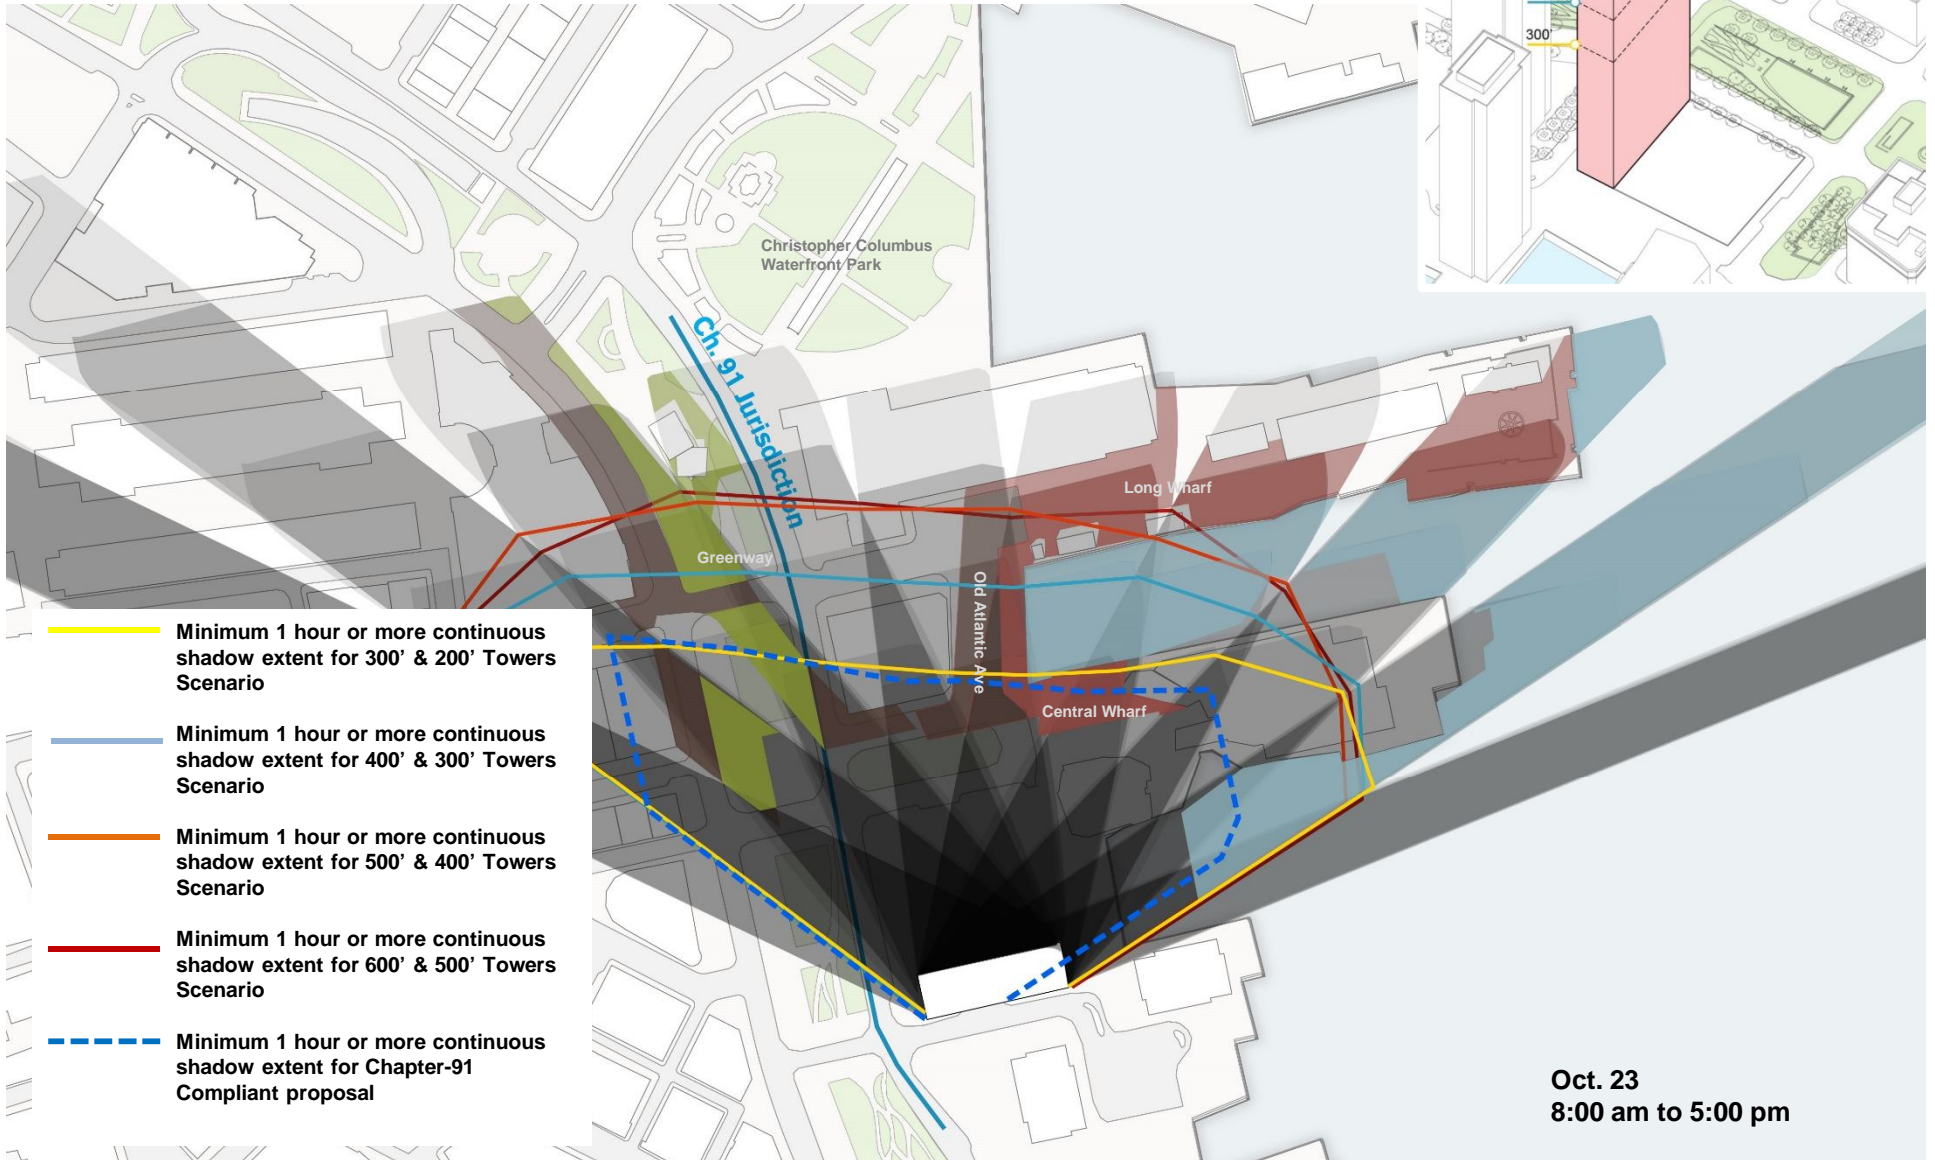 300'
Christopher Columbus
Waterfront Park
Ch. 91 Jurisdiction
Long Wharf
Greenway
Old Atlantic Ave
Central Wharf
Minimum 1 hour or more continuous
shadow extent for 300’ & 200’ Towers
Scenario
Minimum 1 hour or more continuous
shadow extent for 400’ & 300’ Towers
Scenario
Minimum 1 hour or more continuous
shadow extent for 500’ & 400’ Towers
Scenario
Minimum 1 hour or more continuous
shadow extent for 600’ & 500’ Towers
Scenario
Minimum 1 hour or more continuous
shadow extent for Chapter-91
Compliant proposal
Oct. 23
8:00 am to 5:00 pm